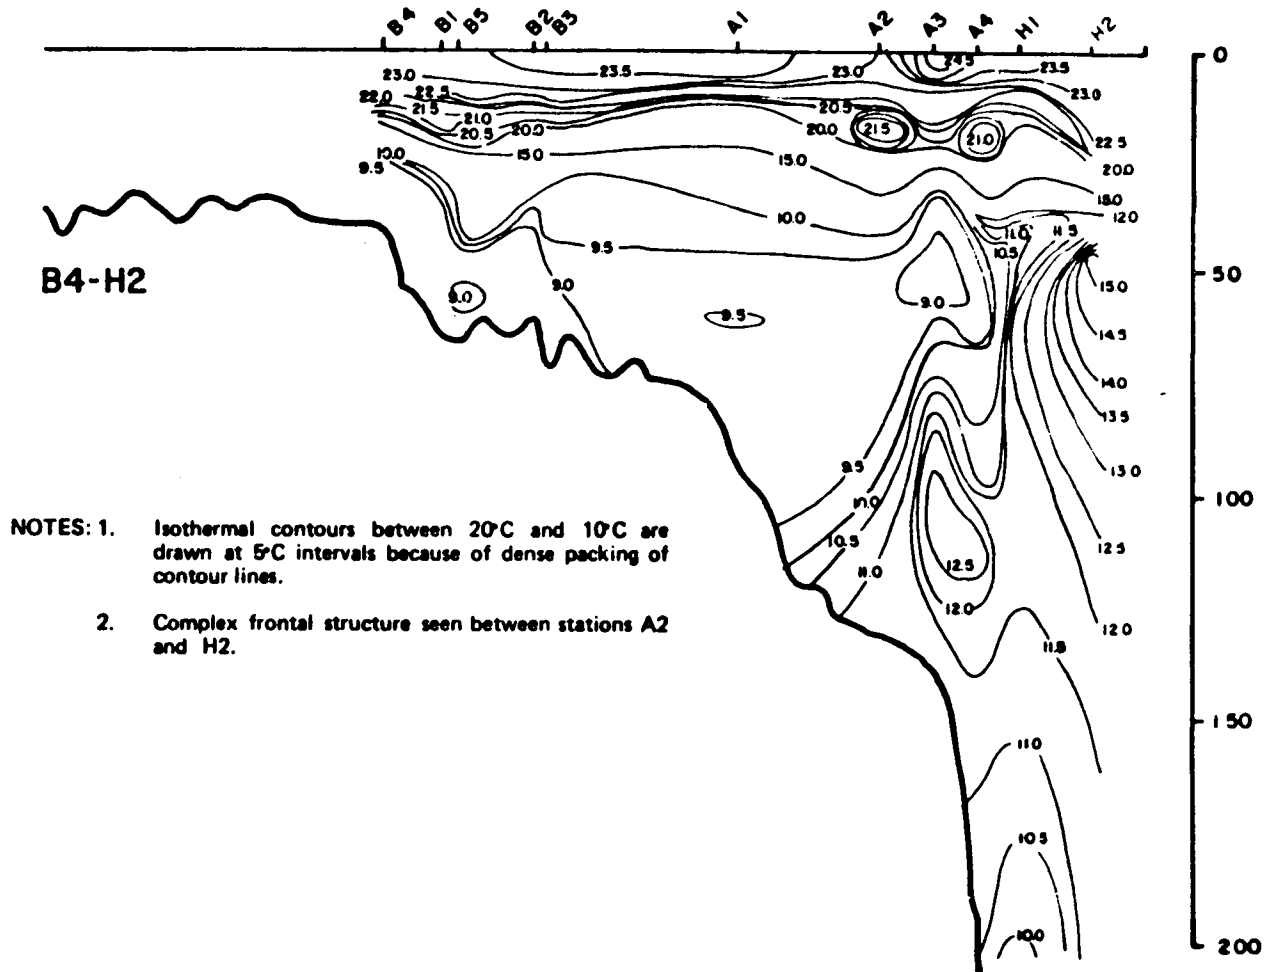 B4 B1 B5 B2 B3 A1 A2 A3 A4 H1 H2
0
24.5
23.0 23.5 23.0 23.5
22.0 22.5 23.0
21.5 21.0 20.5
20.5 20.0 20.0 21.5 21.0 22.5
10.0 15.0 15.0 20.0
9.5
15.0
10.0 12.0
11.0 11.5
9.5 10.5
B4-H2
50
9.0 9.0 9.0 15.0
9.5
14.5
14.0
13.5
9.5 13.0
100
10.0
10.5 12.5
11.0 12.5
12.0 12.0
11.5
NOTES: 1. Isothermal contours between 20°C and 10°C are
drawn at 5°C intervals because of dense packing of
contour lines.
2. Complex frontal structure seen between stations A2
and H2.
150
11.0
10.5
10.0
200